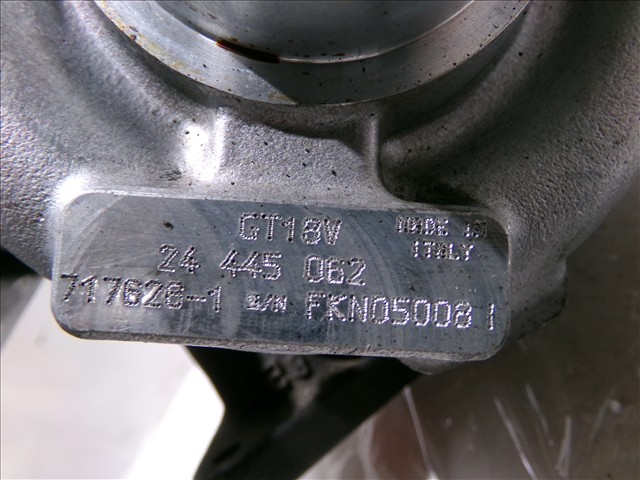 GT18V
MADE IN
ITALY
24 445 062
717626-1 S/N FKN05008 I